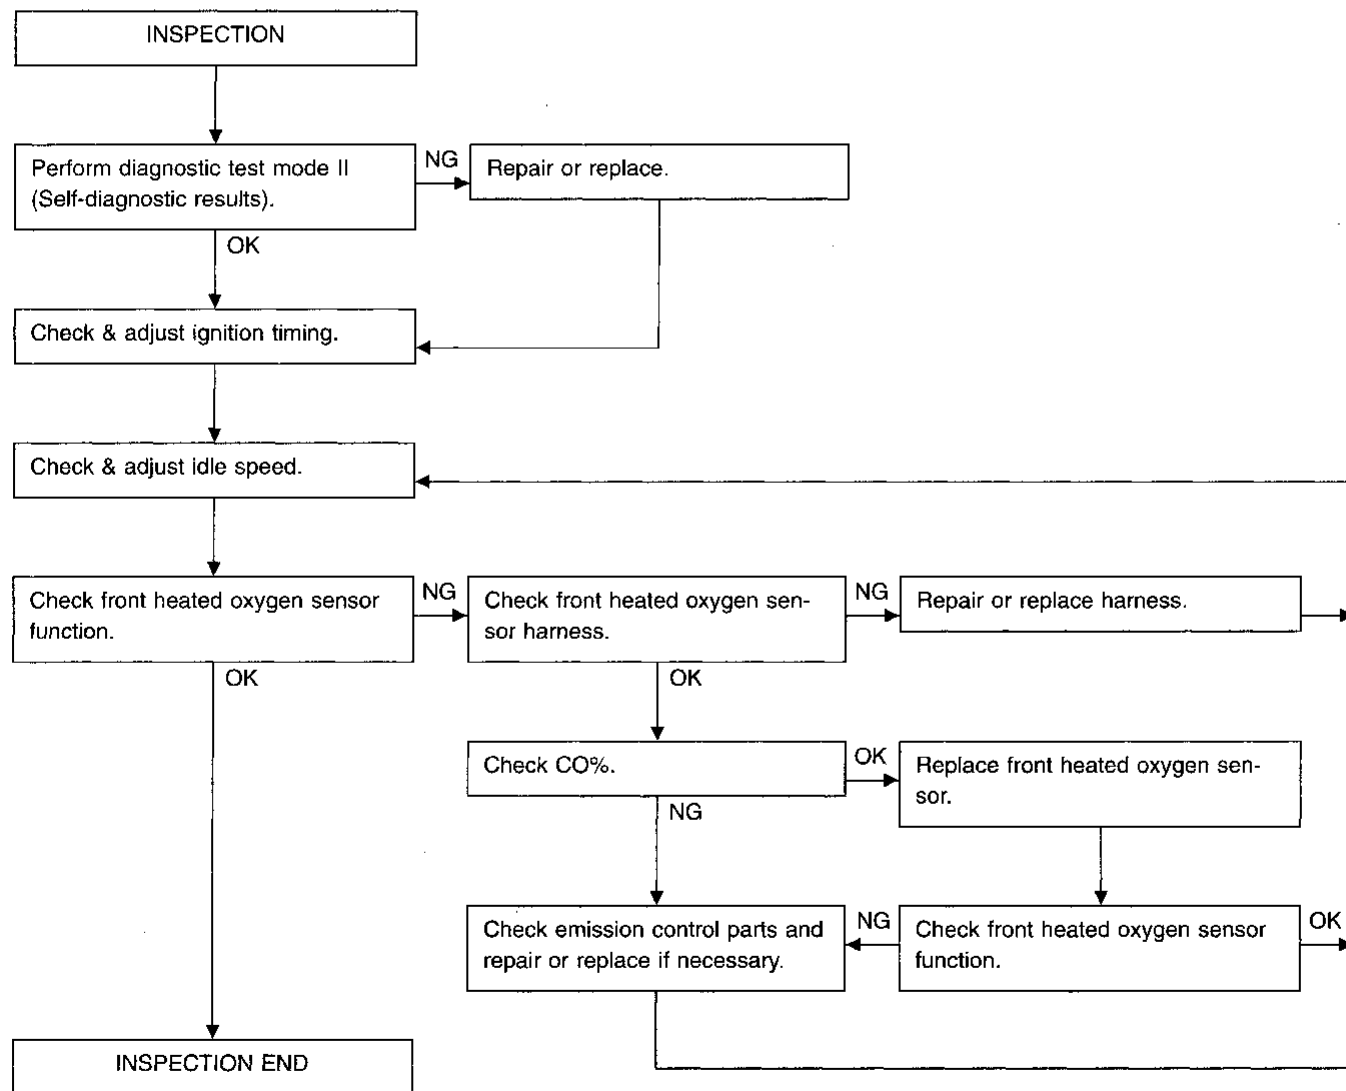 INSPECTION
Perform diagnostic test mode II
(Self-diagnostic results).
NG
Repair or replace.
OK
Check & adjust ignition timing.
Check & adjust idle speed.
Check front heated oxygen sensor
function.
NG
Check front heated oxygen sen-
sor harness.
NG
Repair or replace harness.
OK
OK
Check CO%.
OK
Replace front heated oxygen sen-
sor.
NG
Check emission control parts and
repair or replace if necessary.
NG
Check front heated oxygen sensor
function.
OK
INSPECTION END